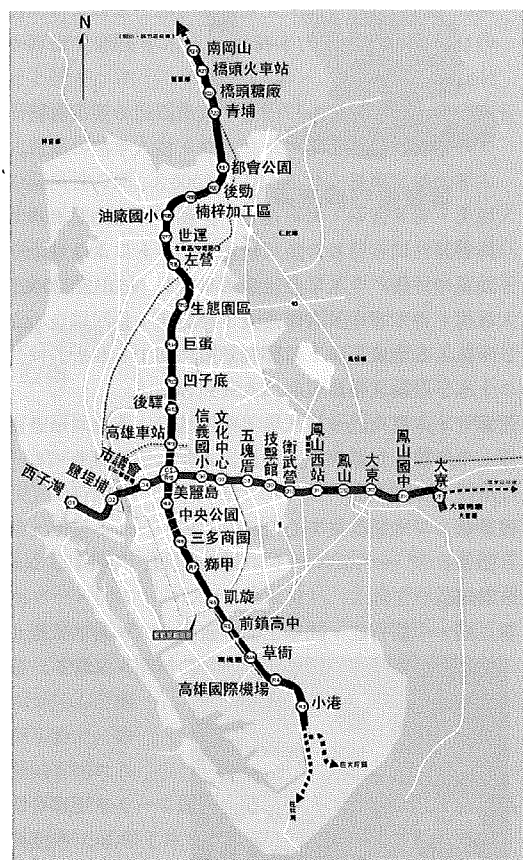 N
南岡山
橋頭火車站
橋頭糖廠
青埔
都會公園
後勁
楠梓加工區
油廠國小
世運
左營
生態園區
巨蛋
凹子底
後驛
高雄車站
西子灣
鹽埕埔
市議會
美麗島
信義國小
文化中心
五塊厝
技擊館
衛武營
鳳山西站
鳳山
大東
鳳山國中
大寮
中央公園
三多商圈
獅甲
凱旋
前鎮高中
草衙
高雄國際機場
小港